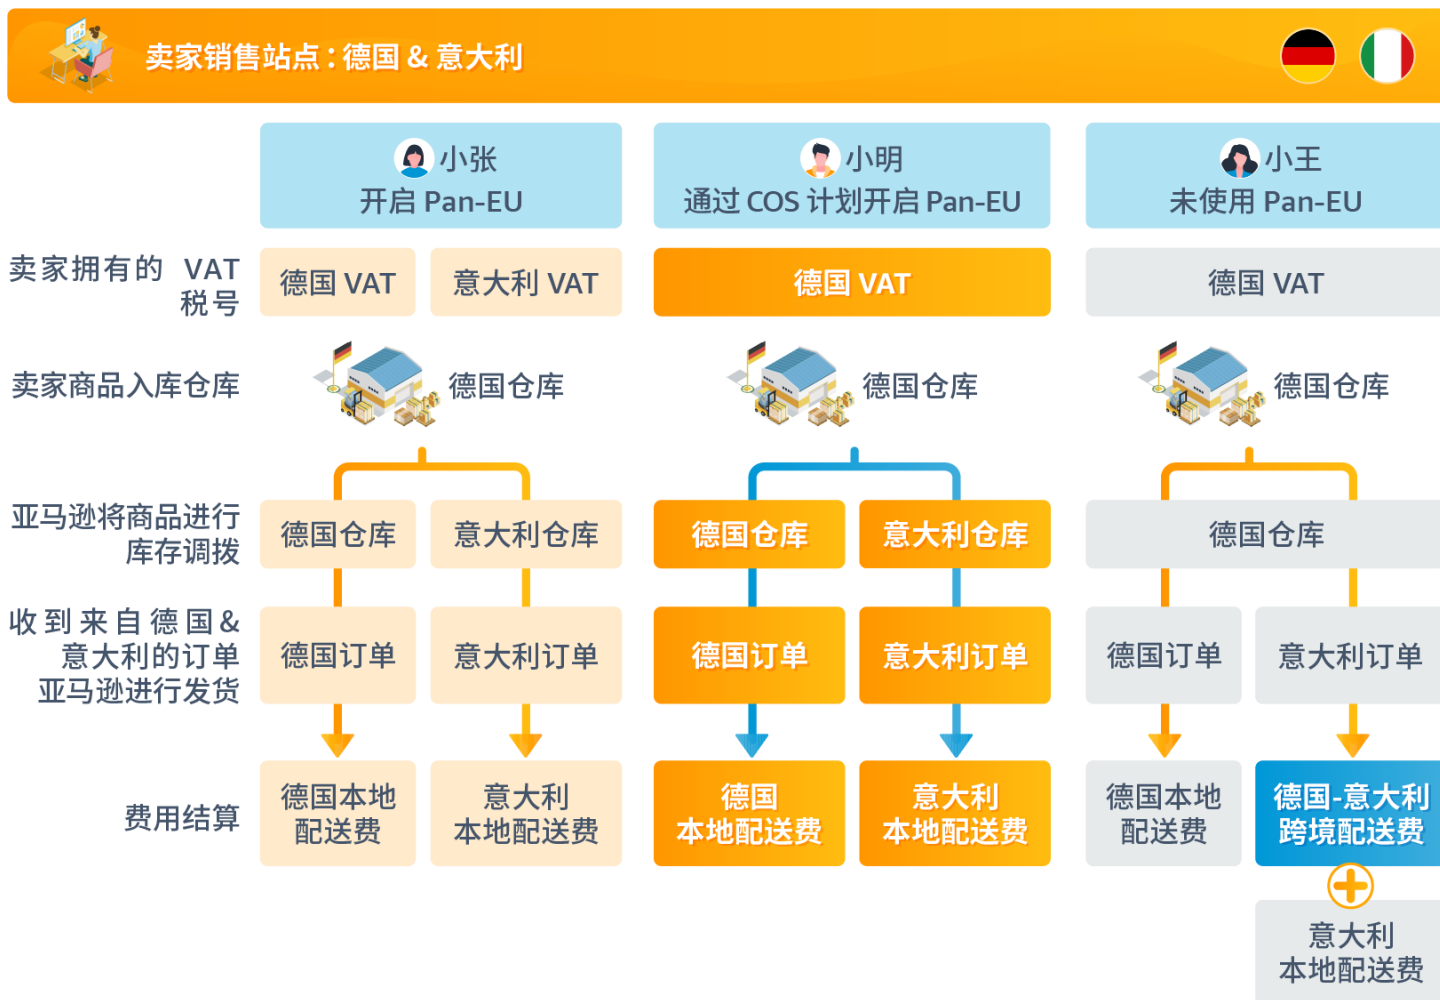 卖家销售站点：德国 & 意大利
小张
开启 Pan-EU
小明
通过 COS 计划开启 Pan-EU
小王
未使用 Pan-EU
卖家拥有的 VAT
税号
德国 VAT
意大利 VAT
德国 VAT
德国 VAT
卖家商品入库仓库
德国仓库
德国仓库
德国仓库
亚马逊将商品进行
库存调拨
德国仓库
意大利仓库
德国仓库
意大利仓库
德国仓库
收到来自德国&
意大利的订单
亚马逊进行发货
德国订单
意大利订单
德国订单
意大利订单
德国订单
意大利订单
费用结算
德国本地
配送费
意大利
本地配送费
德国
本地配送费
意大利
本地配送费
德国本地
配送费
德国-意大利
跨境配送费
意大利
本地配送费